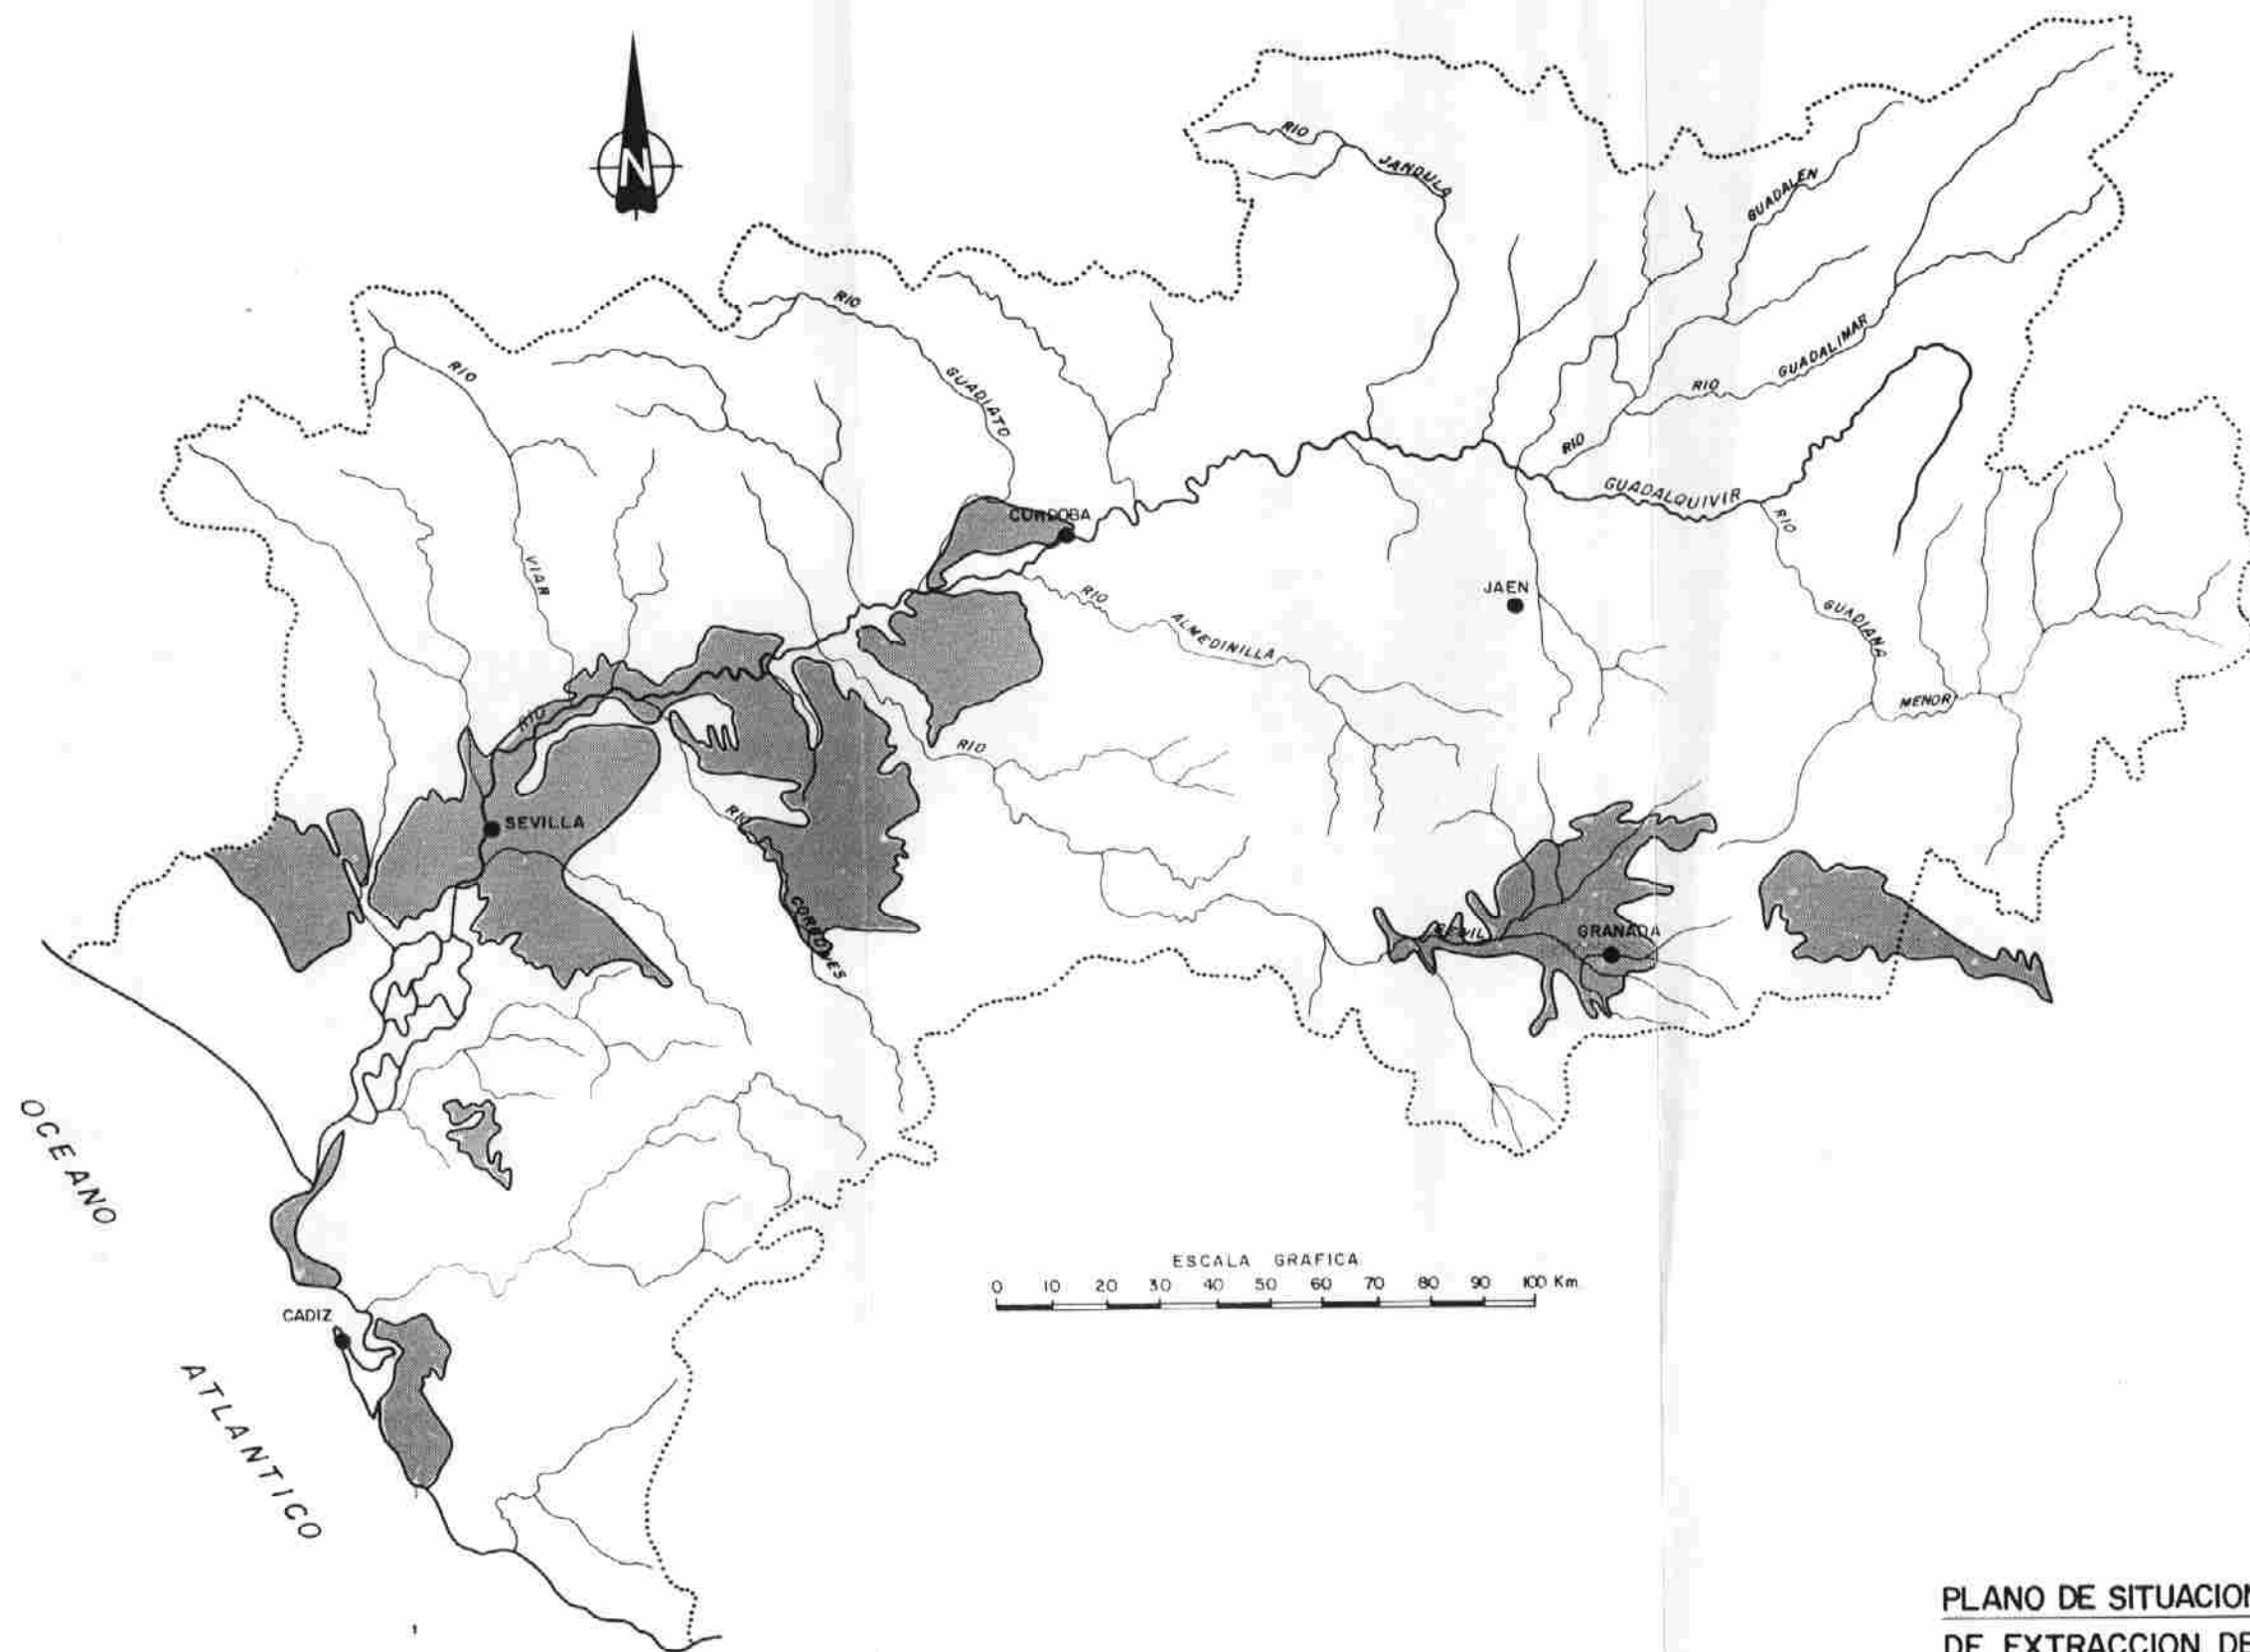 N
RIO
JANDULA
GUADALEN
RIO
GUADIATO
RIO
VIAR
RIO
GUADALIMAR
RIO
GUADALQUIVIR
CORDOBA
RIO
ALMEDINILLA
JAEN
RIO
GUADIANA
MENOR
RIO
RIO
SEVILLA
RIO
CORBONES
GENIL
GRANADA
OCEANO
ATLANTICO
CADIZ
ESCALA GRAFICA
0 10 20 30 40 50 60 70 80 90 100 Km.
PLANO DE SITUACION
DE EXTRACCION DE